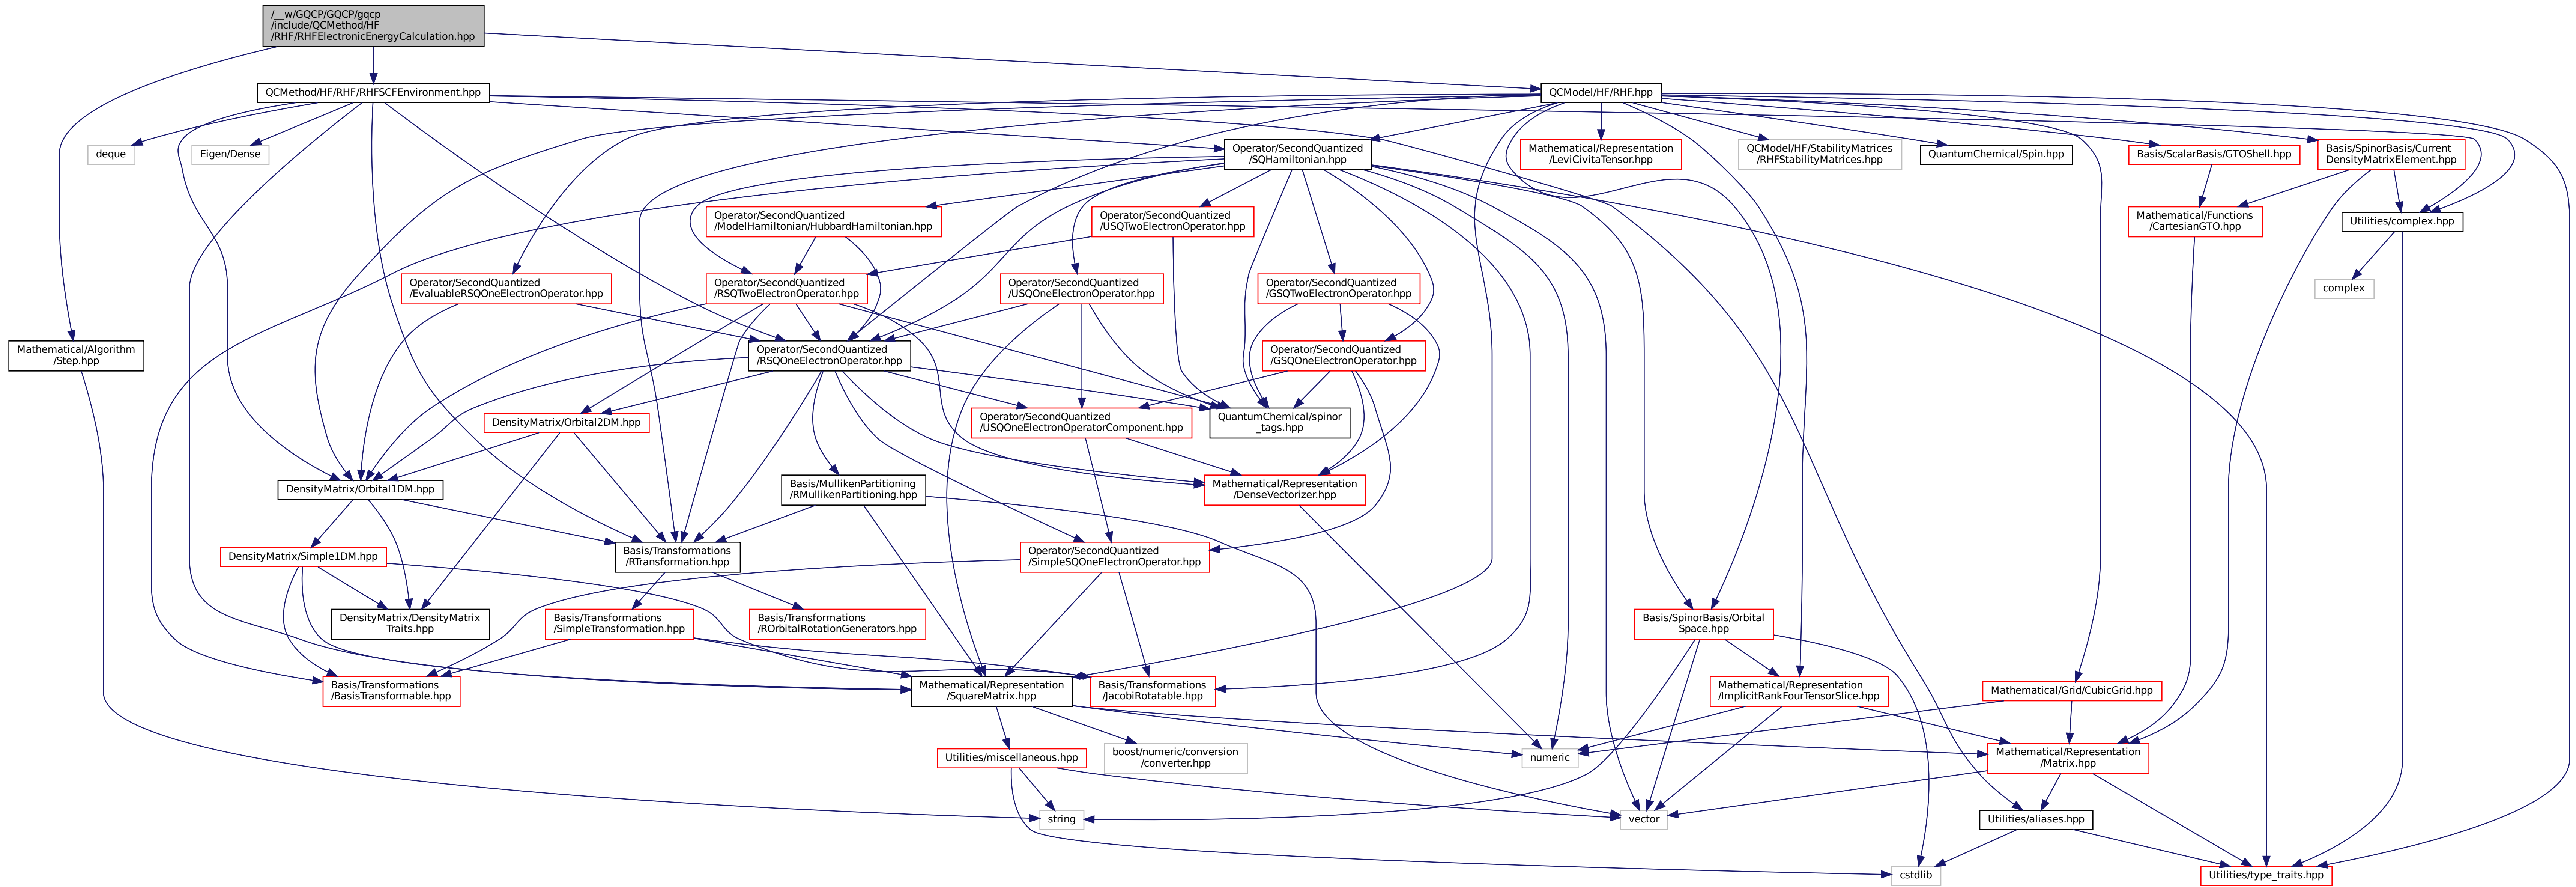 /__w/GQCP/GQCP/gqcp
/include/QCMethod/HF
/RHF/RHFElectronicEnergyCalculation.hpp
QCMethod/HF/RHF/RHFSCFEnvironment.hpp
QCModel/HF/RHF.hpp
deque
Eigen/Dense
Operator/SecondQuantized
/SQHamiltonian.hpp
Mathematical/Representation
/LeviCivitaTensor.hpp
QCModel/HF/StabilityMatrices
/RHFStabilityMatrices.hpp
QuantumChemical/Spin.hpp
Basis/ScalarBasis/GTOShell.hpp
Basis/SpinorBasis/Current
DensityMatrixElement.hpp
Operator/SecondQuantized
/ModelHamiltonian/HubbardHamiltonian.hpp
Operator/SecondQuantized
/USQTwoElectronOperator.hpp
Mathematical/Functions
/CartesianGTO.hpp
Utilities/complex.hpp
Operator/SecondQuantized
/EvaluableRSQOneElectronOperator.hpp
Operator/SecondQuantized
/RSQTwoElectronOperator.hpp
Operator/SecondQuantized
/USQOneElectronOperator.hpp
Operator/SecondQuantized
/GSQTwoElectronOperator.hpp
complex
Mathematical/Algorithm
/Step.hpp
Operator/SecondQuantized
/RSQOneElectronOperator.hpp
Operator/SecondQuantized
/GSQOneElectronOperator.hpp
DensityMatrix/Orbital2DM.hpp
Operator/SecondQuantized
/USQOneElectronOperatorComponent.hpp
QuantumChemical/spinor
_tags.hpp
DensityMatrix/Orbital1DM.hpp
Basis/MullikenPartitioning
/RMullikenPartitioning.hpp
Mathematical/Representation
/DenseVectorizer.hpp
DensityMatrix/Simple1DM.hpp
Basis/Transformations
/RTransformation.hpp
Operator/SecondQuantized
/SimpleSQOneElectronOperator.hpp
DensityMatrix/DensityMatrix
Traits.hpp
Basis/Transformations
/SimpleTransformation.hpp
Basis/Transformations
/ROrbitalRotationGenerators.hpp
Basis/SpinorBasis/Orbital
Space.hpp
Basis/Transformations
/BasisTransformable.hpp
Mathematical/Representation
/SquareMatrix.hpp
Basis/Transformations
/JacobiRotatable.hpp
Mathematical/Representation
/ImplicitRankFourTensorSlice.hpp
Mathematical/Grid/CubicGrid.hpp
Utilities/miscellaneous.hpp
boost/numeric/conversion
/converter.hpp
numeric
Mathematical/Representation
/Matrix.hpp
string
vector
Utilities/aliases.hpp
cstdlib
Utilities/type_traits.hpp